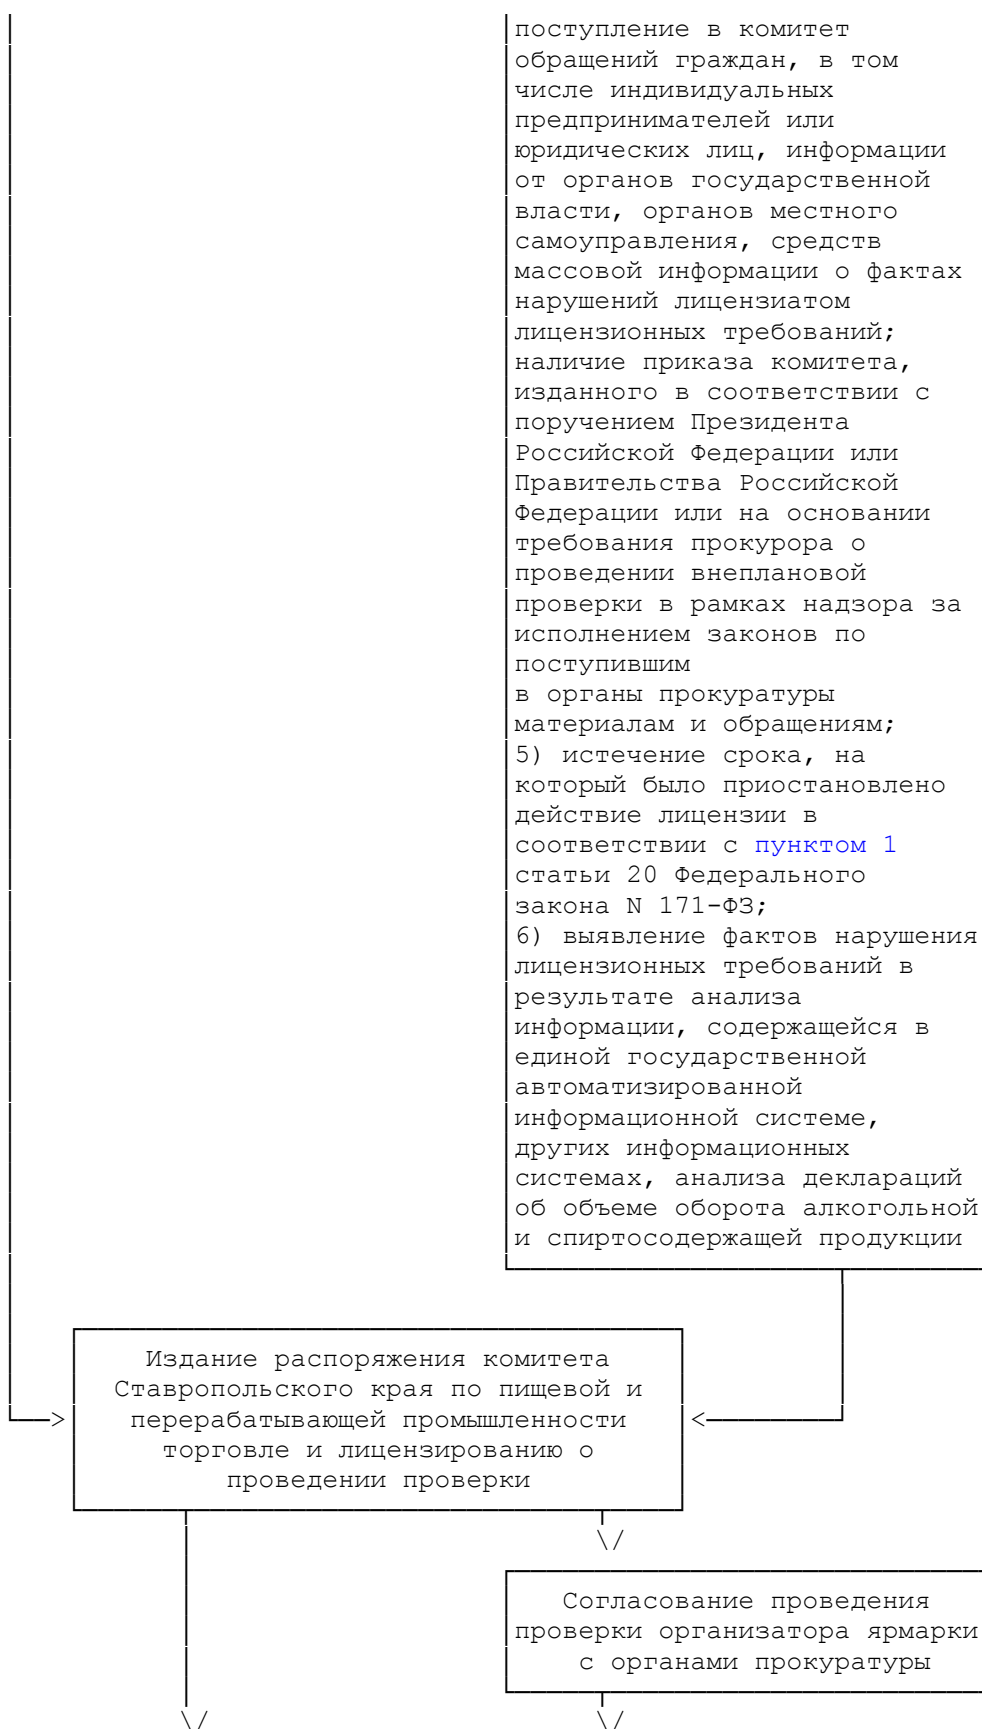 поступление в комитет
обращений граждан, в том
числе индивидуальных
предпринимателей или
юридических лиц, информации
от органов государственной
власти, органов местного
самоуправления, средств
массовой информации о фактах
нарушений лицензиатом
лицензионных требований;
наличие приказа комитета,
изданного в соответствии с
поручением Президента
Российской Федерации или
Правительства Российской
Федерации или на основании
требования прокурора о
проведении внеплановой
проверки в рамках надзора за
исполнением законов по
поступившим
в органы прокуратуры
материалам и обращениям;
5) истечение срока, на
который было приостановлено
действие лицензии в
соответствии с пунктом 1
статьи 20 Федерального
закона N 171-ФЗ;
6) выявление фактов нарушения
лицензионных требований в
результате анализа
информации, содержащейся в
единой государственной
автоматизированной
информационной системе,
других информационных
системах, анализа деклараций
об объеме оборота алкогольной
и спиртосодержащей продукции
Издание распоряжения комитета
Ставропольского края по пищевой и
перерабатывающей промышленности
торговле и лицензированию о
проведении проверки
Согласование проведения
проверки организатора ярмарки
с органами прокуратуры